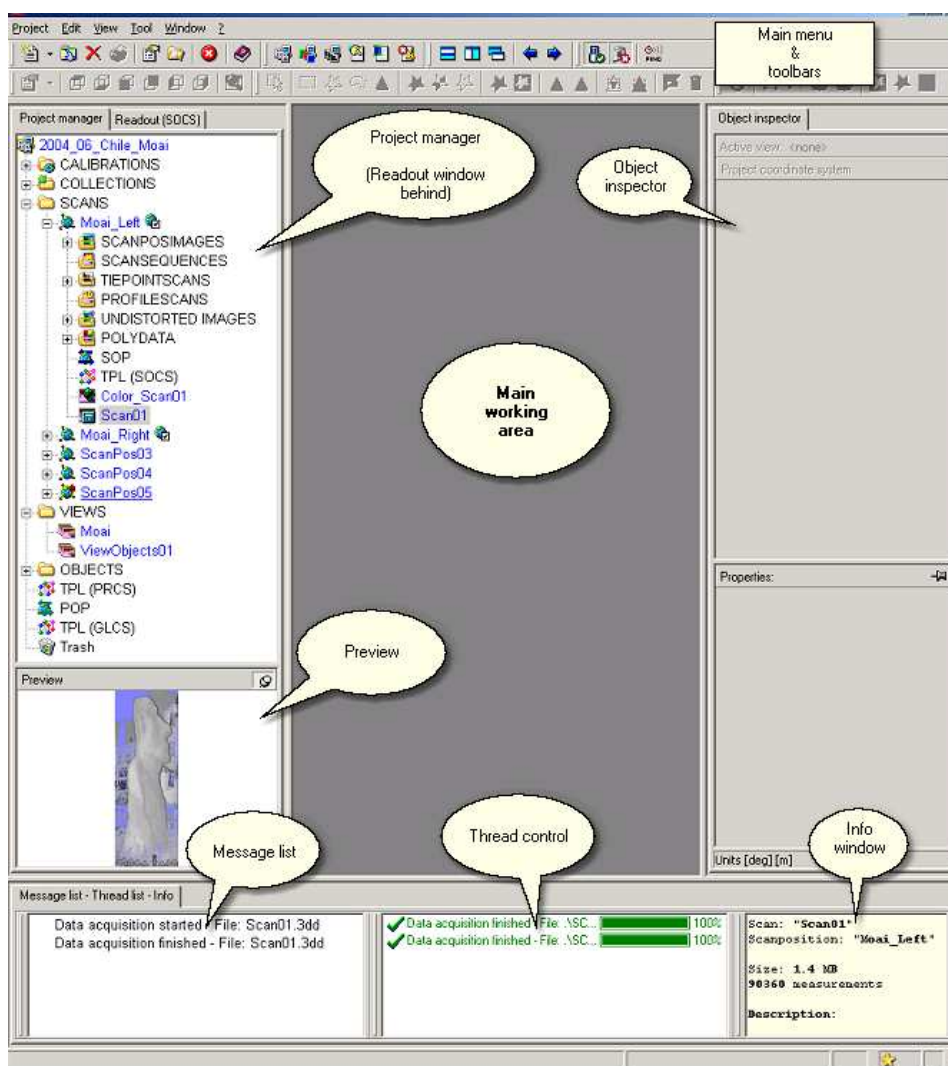 Project Edit View Tool Window ?
Main menu
&
toolbars
Project manager
Readout (SOCS)
2004_06_Chile_Moai
CALIBRATIONS
COLLECTIONS
SCANS
Moai_Left
SCANPOSIMAGES
SCANSEQUENCES
TIEPOINTSCANS
PROFILESCANS
UNDISTORTED IMAGES
POLYDATA
SOP
TPL (SOCS)
Color_Scan01
Scan01
Moai_Right
ScanPos03
ScanPos04
ScanPos05
VIEWS
Moai
ViewObjects01
OBJECTS
TPL (PRCS)
POP
TPL (GLCS)
Trash
Project manager
(Readout window
behind)
Object
inspector
Object inspector
Active view: <none>
Project coordinate system
Main
working
area
Properties:
Preview
Preview
Units [deg] [m]
Message list
Thread control
Info
window
Message list - Thread list - Info
Data acquisition started - File: Scan01.3dd
Data acquisition finished - File: Scan01.3dd
Data acquisition finished - File: .\SC... 100%
Data acquisition finished - File: .\SC... 100%
Scan: "Scan01"
Scanposition: "Moai_Left"
Size: 1.4 MB
90360 measurements
Description: